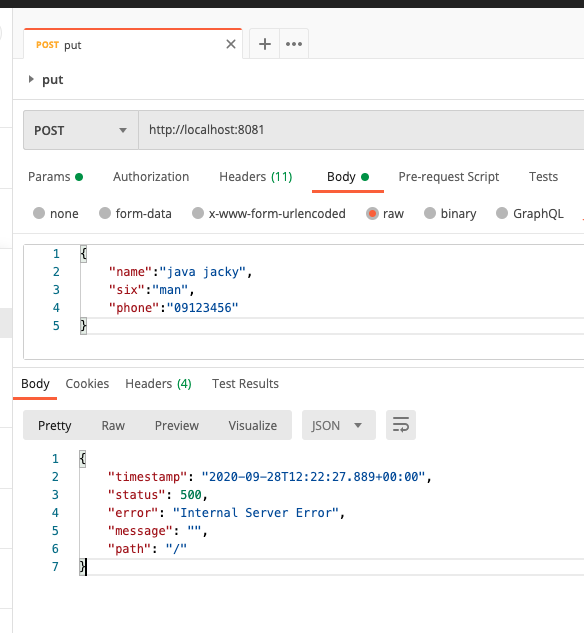 POST put
put
POST http://localhost:8081
Params Authorization Headers (11) Body Pre-request Script Tests
none form-data x-www-form-urlencoded raw binary GraphQL
1 {
2 "name":"java jacky",
3 "six":"man",
4 "phone":"09123456"
5 }
Body Cookies Headers (4) Test Results
Pretty Raw Preview Visualize JSON
1 {
2 "timestamp": "2020-09-28T12:22:27.889+00:00",
3 "status": 500,
4 "error": "Internal Server Error",
5 "message": "",
6 "path": "/"
7 }